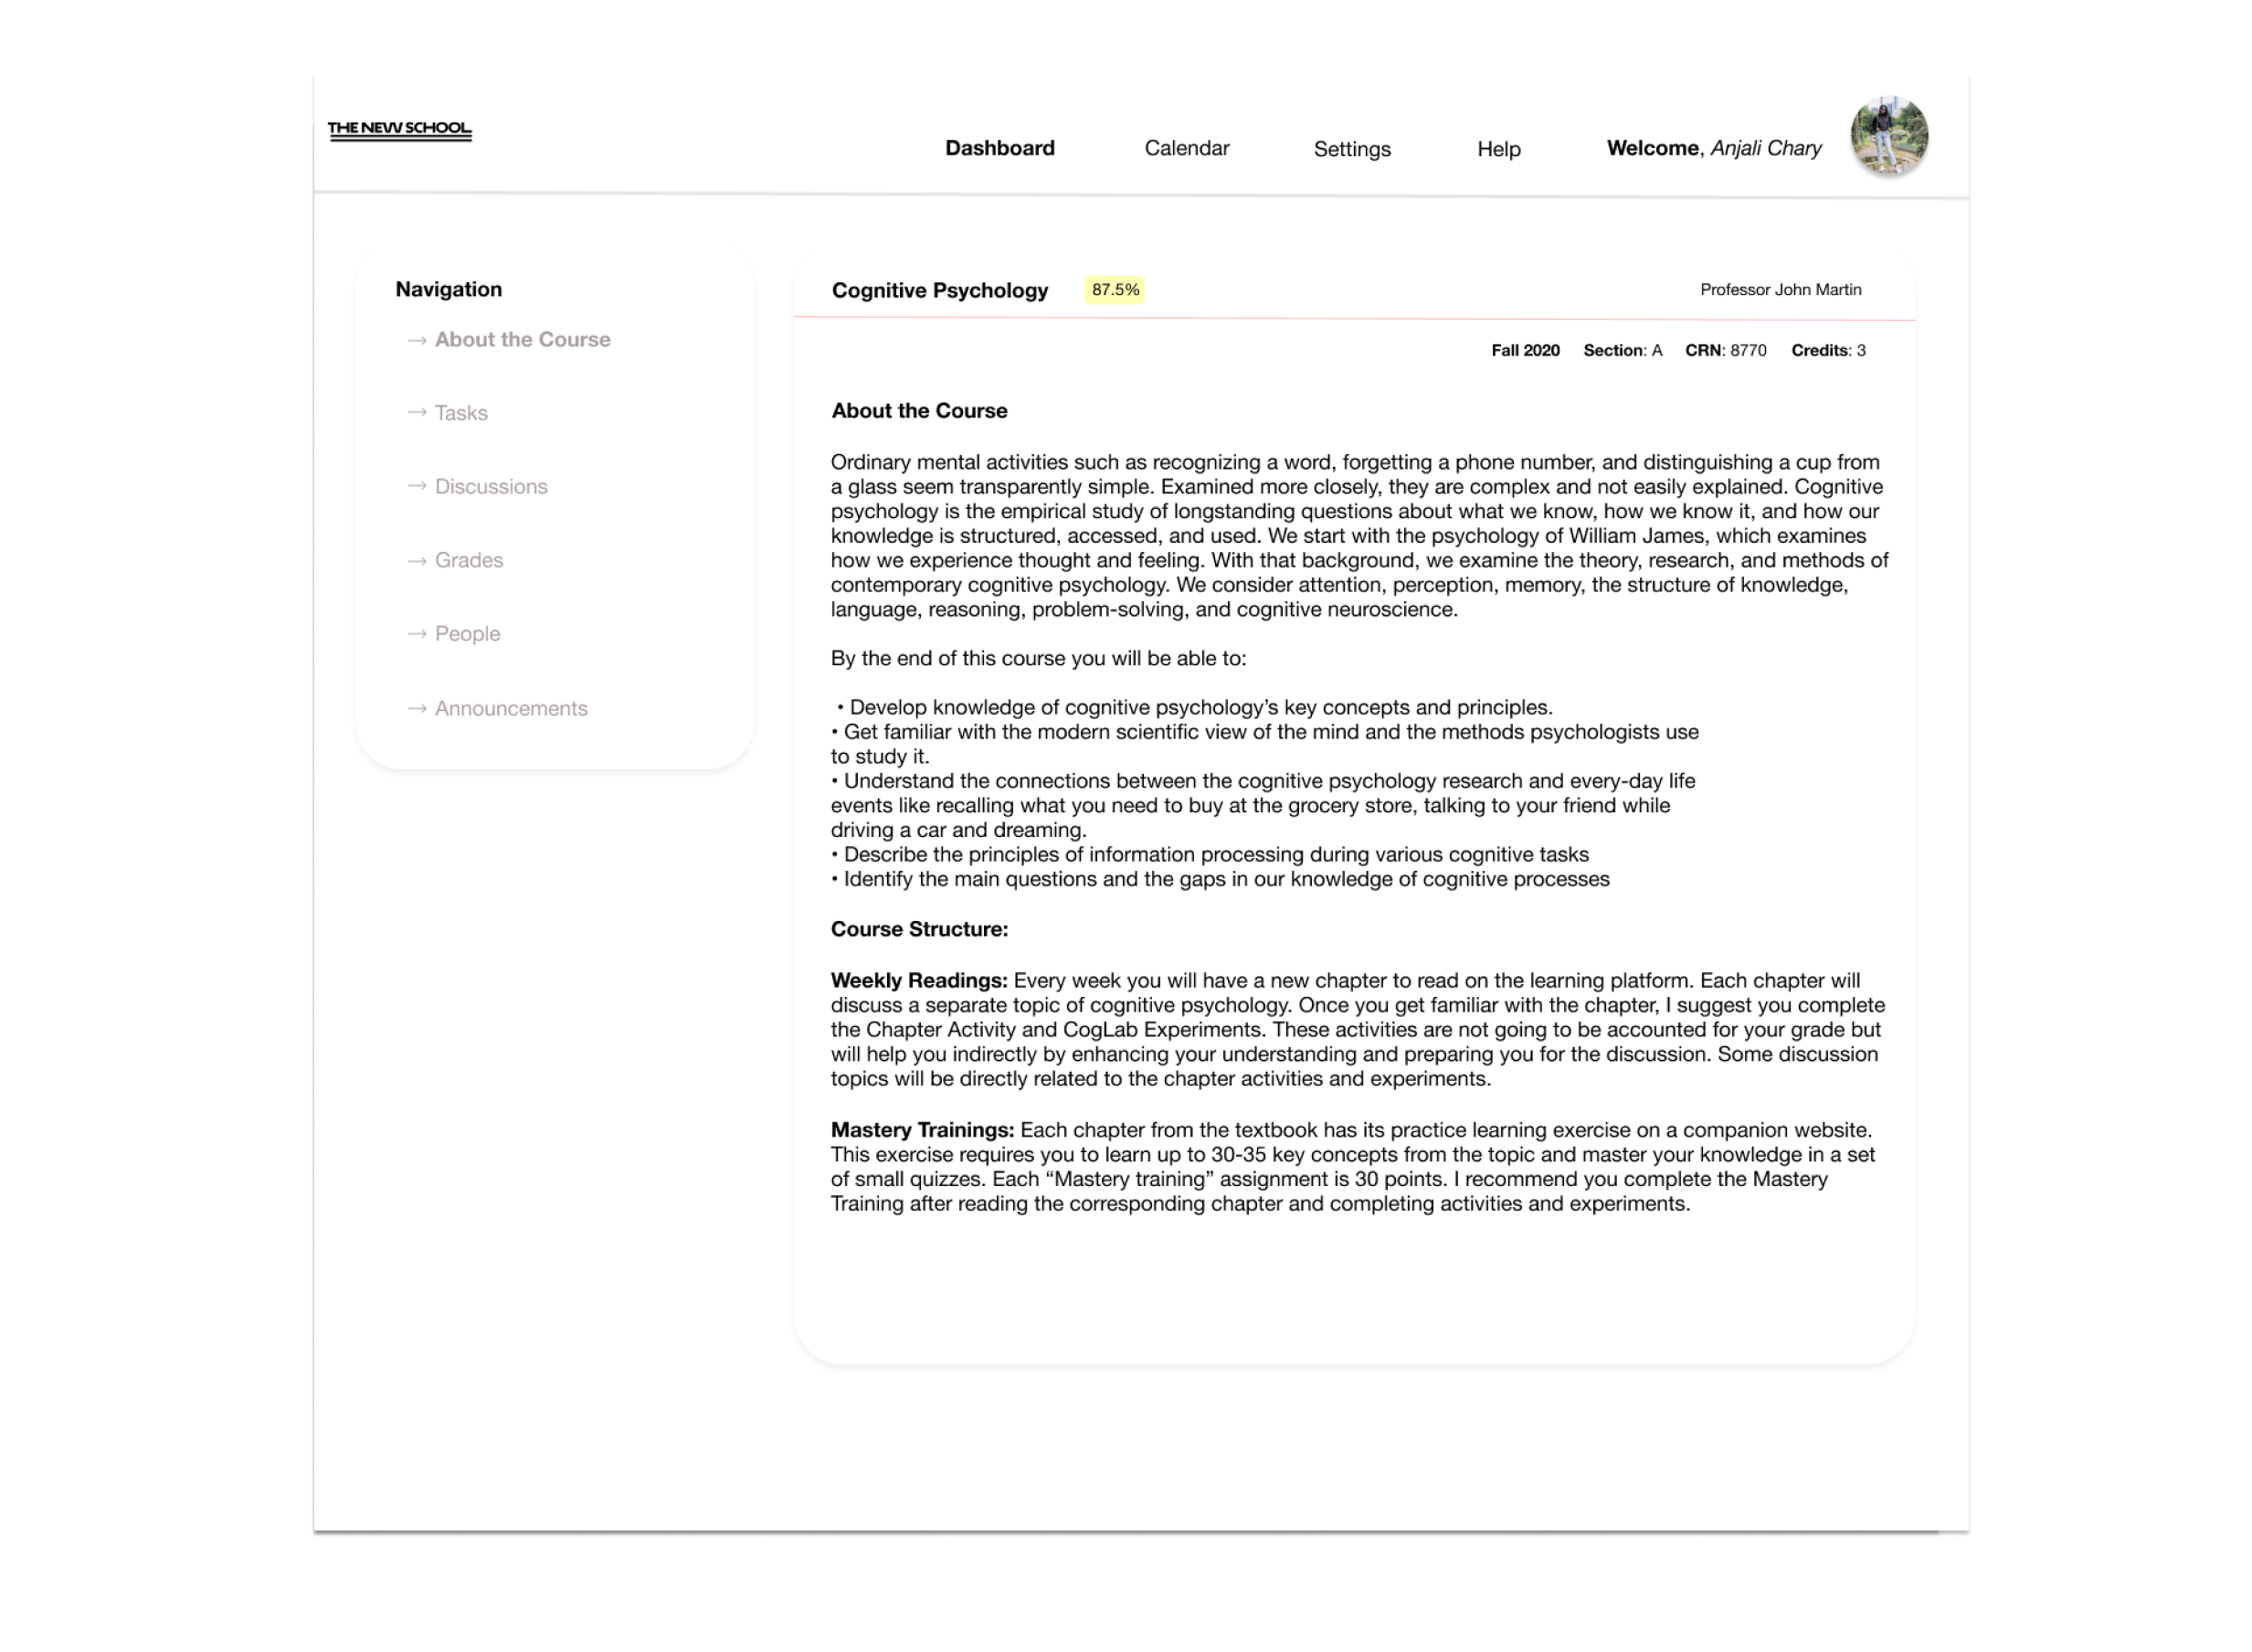 THE NEW SCHOOL
Dashboard
Calendar
Settings
Help
Welcome, Anjali Chary
Navigation
→ About the Course
→ Tasks
→ Discussions
→ Grades
→ People
→ Announcements
Cognitive Psychology
87.5%
Professor John Martin
Fall 2020 Section: A CRN: 8770 Credits: 3
About the Course
Ordinary mental activities such as recognizing a word, forgetting a phone number, and distinguishing a cup from
a glass seem transparently simple. Examined more closely, they are complex and not easily explained. Cognitive
psychology is the empirical study of longstanding questions about what we know, how we know it, and how our
knowledge is structured, accessed, and used. We start with the psychology of William James, which examines
how we experience thought and feeling. With that background, we examine the theory, research, and methods of
contemporary cognitive psychology. We consider attention, perception, memory, the structure of knowledge,
language, reasoning, problem-solving, and cognitive neuroscience.
By the end of this course you will be able to:
• Develop knowledge of cognitive psychology’s key concepts and principles.
• Get familiar with the modern scientific view of the mind and the methods psychologists use
to study it.
• Understand the connections between the cognitive psychology research and every-day life
events like recalling what you need to buy at the grocery store, talking to your friend while
driving a car and dreaming.
• Describe the principles of information processing during various cognitive tasks
• Identify the main questions and the gaps in our knowledge of cognitive processes
Course Structure:
Weekly Readings: Every week you will have a new chapter to read on the learning platform. Each chapter will
discuss a separate topic of cognitive psychology. Once you get familiar with the chapter, I suggest you complete
the Chapter Activity and CogLab Experiments. These activities are not going to be accounted for your grade but
will help you indirectly by enhancing your understanding and preparing you for the discussion. Some discussion
topics will be directly related to the chapter activities and experiments.
Mastery Trainings: Each chapter from the textbook has its practice learning exercise on a companion website.
This exercise requires you to learn up to 30-35 key concepts from the topic and master your knowledge in a set
of small quizzes. Each “Mastery training” assignment is 30 points. I recommend you complete the Mastery
Training after reading the corresponding chapter and completing activities and experiments.